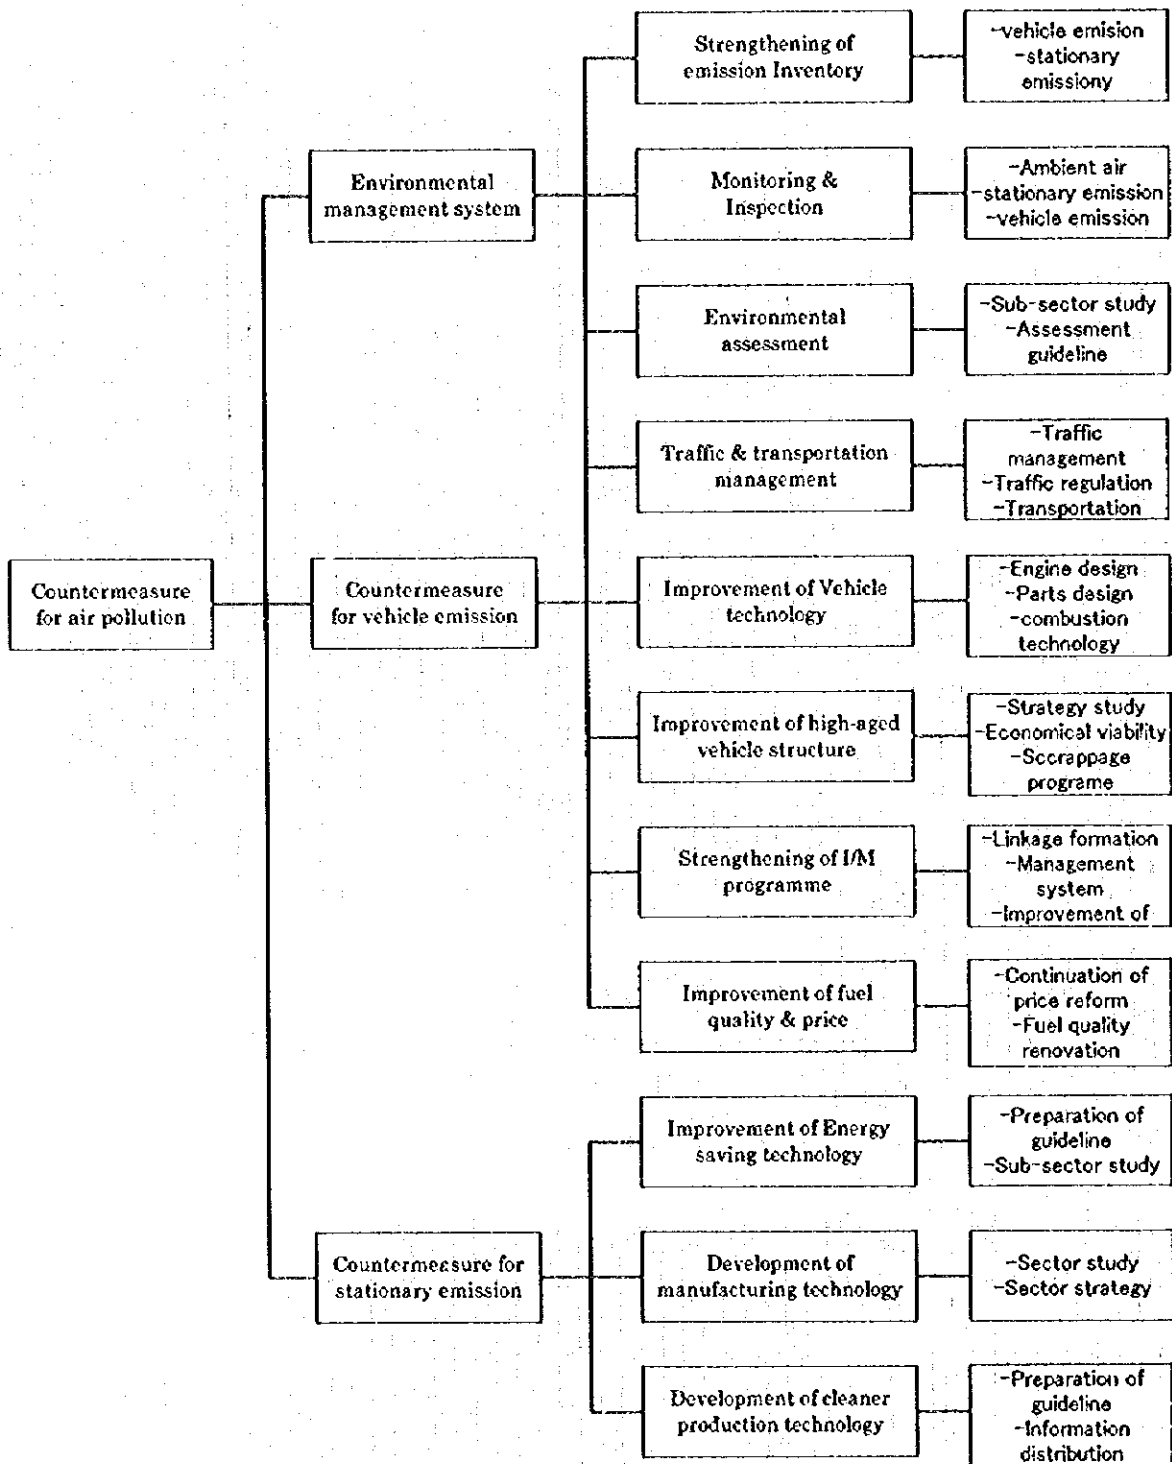 Countermeasure
for air pollution
Environmental
management system
Strengthening of
emission Inventory
-vehicle emision
-stationary
emissiony
Monitoring &
Inspection
-Ambient air
-stationary emission
-vehicle emission
Environmental
assessment
-Sub-sector study
-Assessment
guideline
Countermeasure
for vehicle emission
Traffic & transportation
management
-Traffic
management
-Traffic regulation
-Transportation
Improvement of Vehicle
technology
-Engine design
-Parts design
-combustion
technology
Improvement of high-aged
vehicle structure
-Strategy study
-Economical viability
-Sccrappage
programe
Strengthening of I/M
programme
-Linkage formation
-Management
system
-Improvement of
Improvement of fuel
quality & price
-Continuation of
price reform
-Fuel quality
renovation
Countermeasure for
stationary emission
Improvement of Energy
saving technology
-Preparation of
guideline
-Sub-sector study
Development of
manufacturing technology
-Sector study
-Sector strategy
Development of cleaner
production technology
-Preparation of
guideline
-Information
distribution